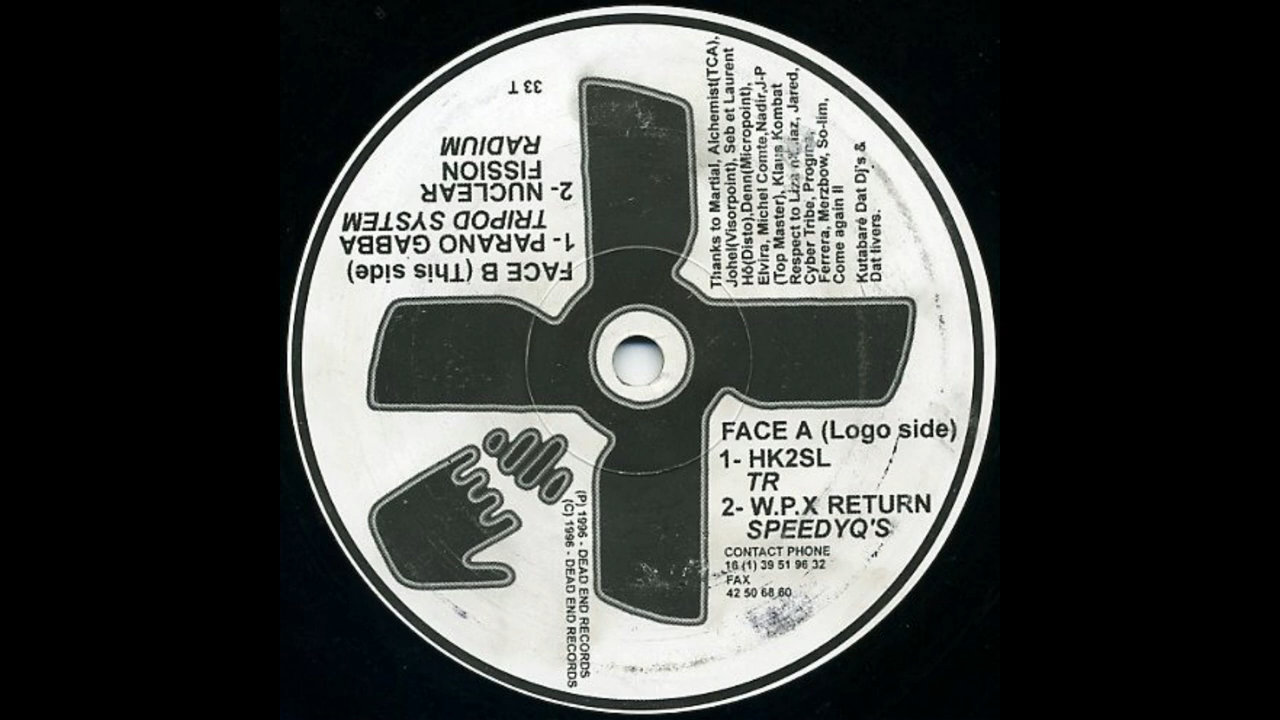 33 T
FACE B (This side)
1- PARANO GABBA
TRIPOD SYSTEM
2- NUCLEAR
FISSION
RADIUM
Thanks to Martial, Alchemist(TCA),
Johel(Visorpoint), Seb et Laurent
Hô(Disto),Denn(Micropoint),
Elvira, Michel Comte,Nadir,J-P
(Top Master), Klaus Kombat
Respect to Liza Jared,
Cyber Tribe,
Ferrera, Merzbow, So-lim,
Come again II
Kutabaré Dat Dj's &
Dat livers.
FACE A (Logo side)
1- HK2SL
TR
2- W.P.X RETURN
SPEEDYQ'S
CONTACT PHONE
16 (1) 39 51 96 32
FAX
42 50 68 60
(P) 1996 - DEAD END RECORDS
(C) 1996 - DEAD END RECORDS